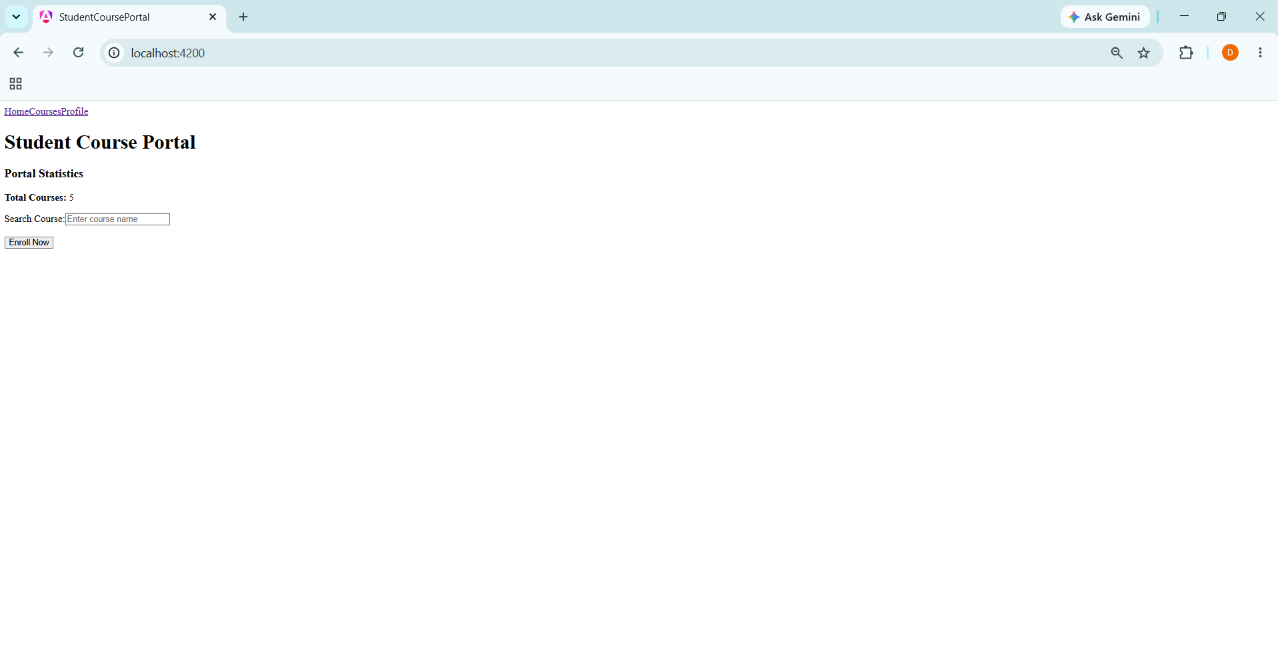 StudentCoursePortal
Ask Gemini
localhost:4200
D
HomeCoursesProfile
Student Course Portal
Portal Statistics
Total Courses: 5
Search Course:Enter course name
Enroll Now